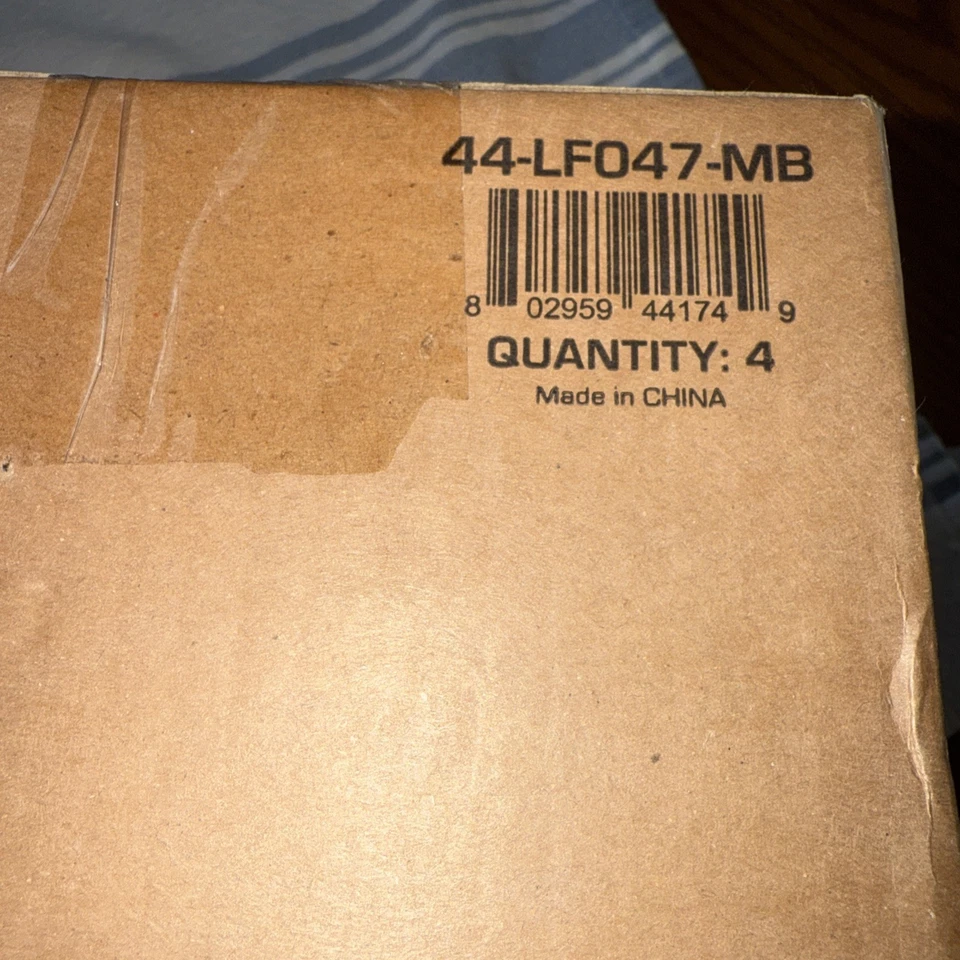 44-LF047-MB
8 02959 44174 9
QUANTITY: 4
Made in CHINA